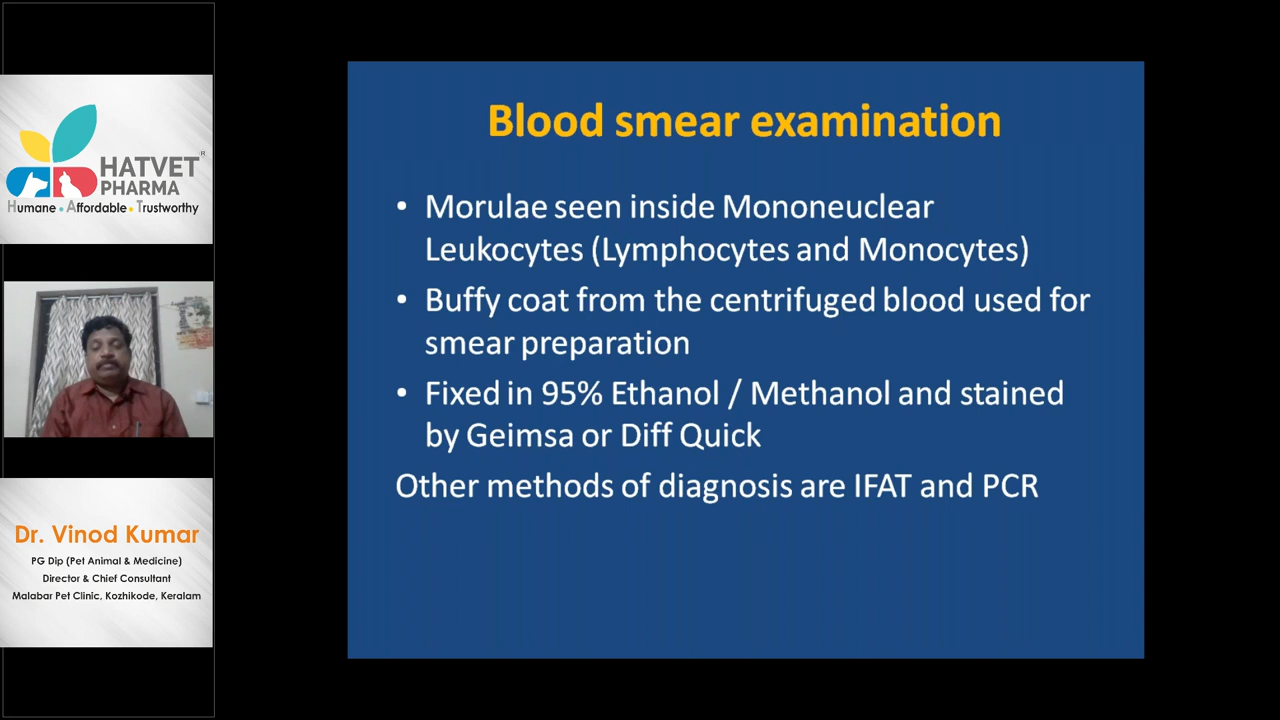 HATVET®
PHARMA
Humane • Affordable • Trustworthy
Dr. Vinod Kumar
PG Dip (Pet Animal & Medicine)
Director & Chief Consultant
Malabar Pet Clinic, Kozhikode, Keralam
Blood smear examination
• Morulae seen inside Mononeuclear
Leukocytes (Lymphocytes and Monocytes)
• Buffy coat from the centrifuged blood used for
smear preparation
• Fixed in 95% Ethanol / Methanol and stained
by Geimsa or Diff Quick
Other methods of diagnosis are IFAT and PCR